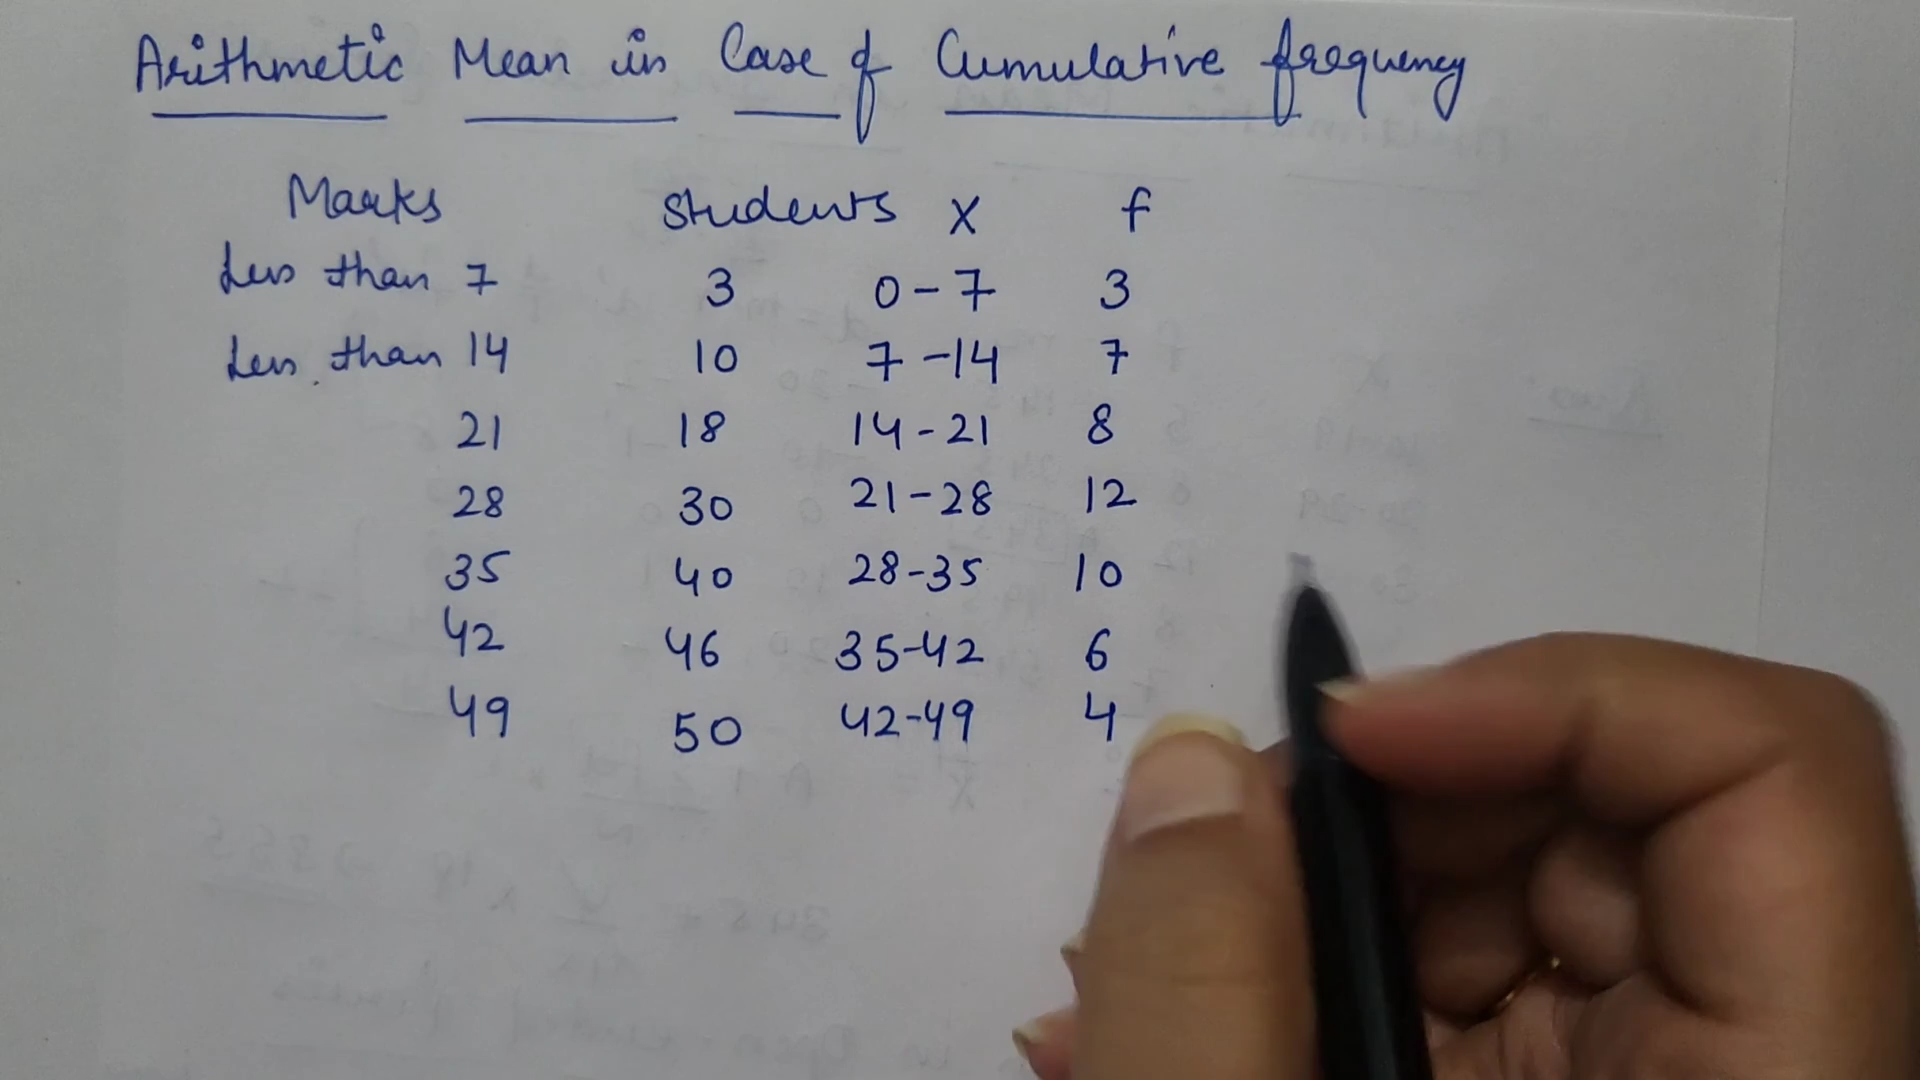 Arithmetic Mean in Case of Cumulative frequency
Marks Students X f
Less than 7 3 0-7 3
Less than 14 10 7-14 7
21 18 14-21 8
28 30 21-28 12
35 40 28-35 10
42 46 35-42 6
49 50 42-49 4